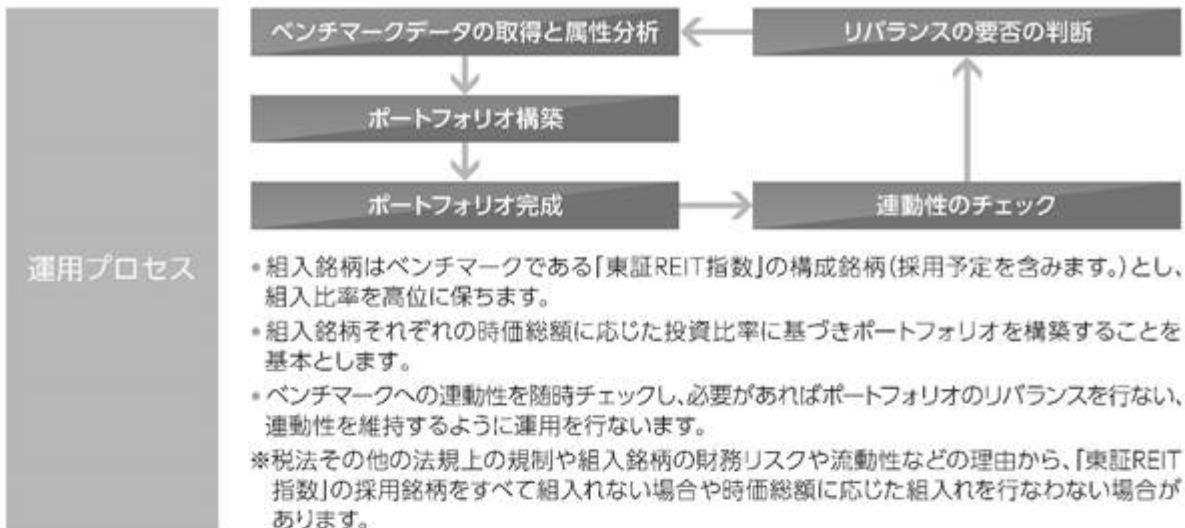 運用プロセス
ベンチマークデータの取得と属性分析
リバランスの要否の判断
ポートフォリオ構築
ポートフォリオ完成
連動性のチェック
•組入銘柄はベンチマークである「東証REIT指数」の構成銘柄(採用予定を含みます。)とし、
組入比率を高位に保ちます。
•組入銘柄それぞれの時価総額に応じた投資比率に基づきポートフォリオを構築することを
基本とします。
•ベンチマークへの連動性を随時チェックし、必要があればポートフォリオのリバランスを行ない、
連動性を維持するように運用を行ないます。
※税法その他の法規上の規制や組入銘柄の財務リスクや流動性などの理由から、「東証REIT
指数」の採用銘柄をすべて組入れない場合や時価総額に応じた組入れを行なわない場合が
あります。